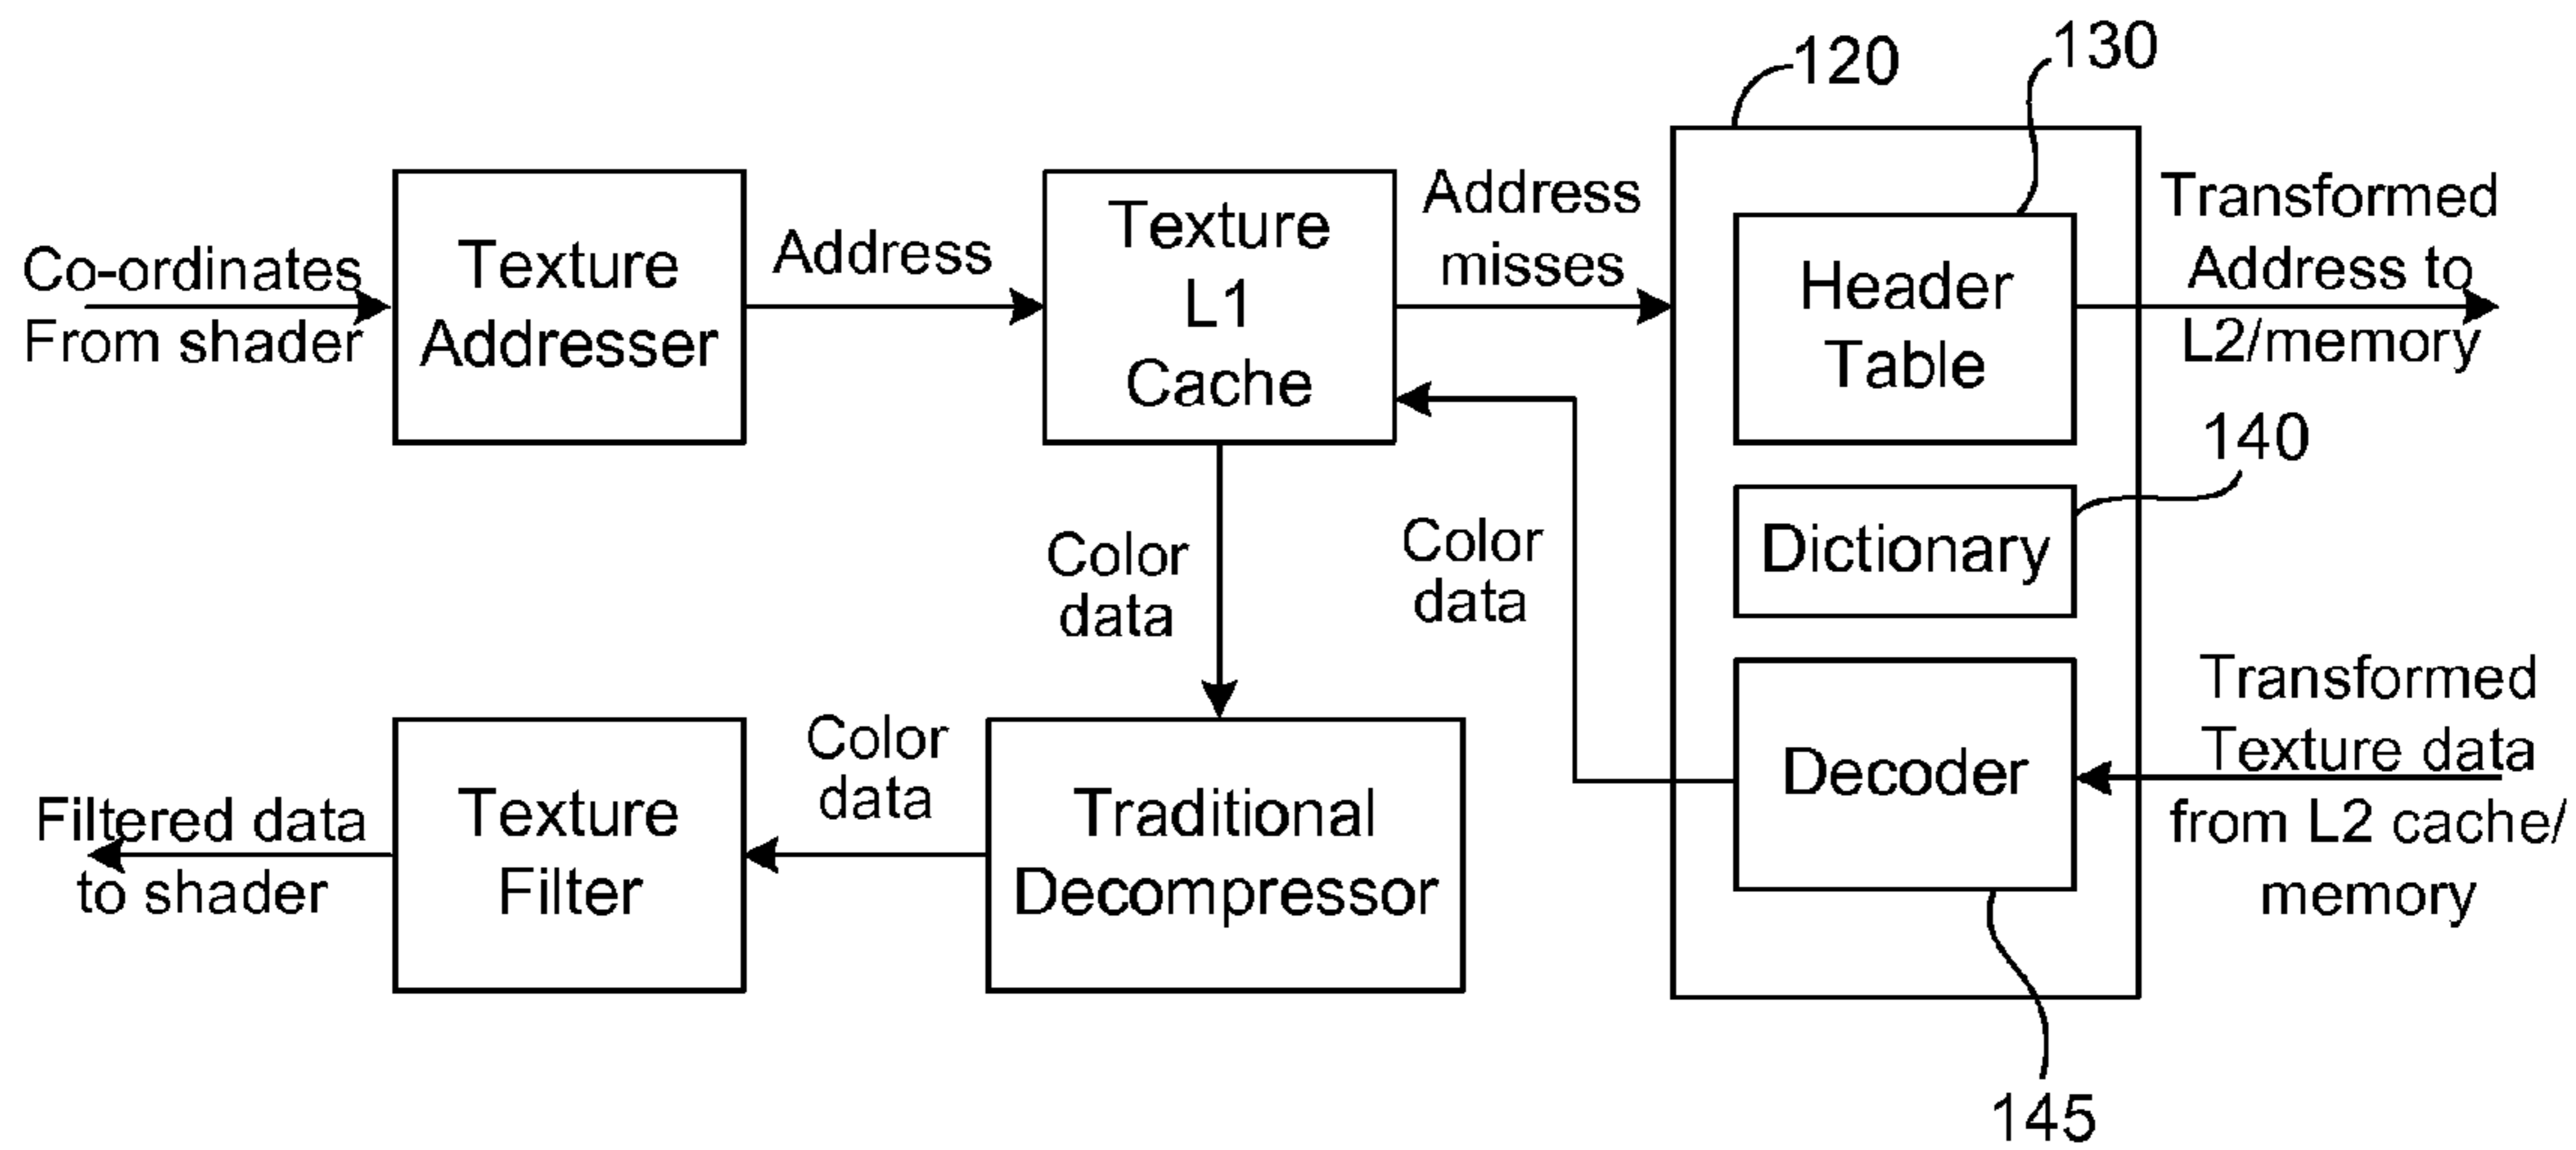 120
130
Co-ordinates
From shader
Texture
Addresser
Address
Texture
L1
Cache
Address
misses
Header
Table
Transformed
Address to
L2/memory
140
Dictionary
Color
data
Color
data
Decoder
Transformed
Texture data
from L2 cache/
memory
Traditional
Decompressor
Color
data
Texture
Filter
Filtered data
to shader
145